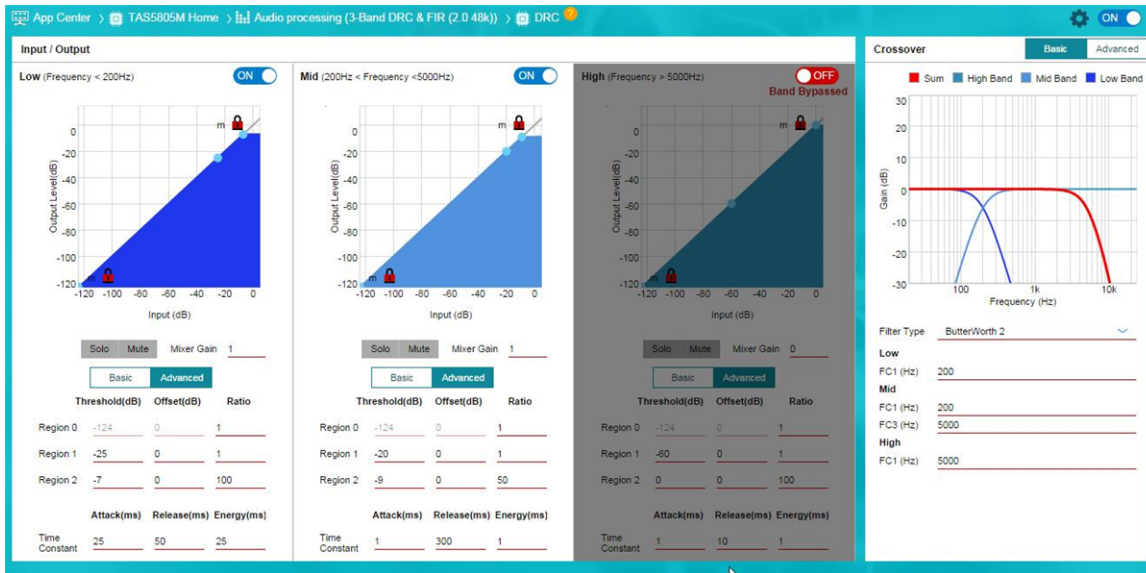 App Center > TAS5805M Home > Audio processing (3-Band DRC & FIR (2.0 48k)) > DRC ?
ON
Input / Output
Low (Frequency < 200Hz) ON
m
0
-20
-40
-60
-80
-100
-120
Output Level(dB)
m
-120 -100 -80 -60 -40 -20 0
Input (dB)
Solo Mute Mixer Gain 1
Basic Advanced
Threshold(dB) Offset(dB) Ratio
Region 0 -124 0 1
Region 1 -25 0 1
Region 2 -7 0 100
Attack(ms) Release(ms) Energy(ms)
Time Constant 25 50 25
Mid (200Hz < Frequency <5000Hz) ON
m
0
-20
-40
-60
-80
-100
-120
Output Level(dB)
m
-120 -100 -80 -60 -40 -20 0
Input (dB)
Solo Mute Mixer Gain 1
Basic Advanced
Threshold(dB) Offset(dB) Ratio
Region 0 -124 0 1
Region 1 -20 0 1
Region 2 -9 0 50
Attack(ms) Release(ms) Energy(ms)
Time Constant 1 300 1
High (Frequency > 5000Hz) OFF
Band Bypassed
m
0
-20
-40
-60
-80
-100
-120
Output Level(dB)
m
-120 -100 -80 -60 -40 -20 0
Input (dB)
Solo Mute Mixer Gain 0
Basic Advanced
Threshold(dB) Offset(dB) Ratio
Region 0 -124 0 1
Region 1 -60 0 1
Region 2 0 0 100
Attack(ms) Release(ms) Energy(ms)
Time Constant 1 10 1
Crossover Basic Advanced
Sum High Band Mid Band Low Band
30
20
10
0
-10
-20
-30
Gain (dB)
100 1k 10k
Frequency (Hz)
Filter Type ButterWorth 2
Low
FC1 (Hz) 200
Mid
FC1 (Hz) 200
FC3 (Hz) 5000
High
FC1 (Hz) 5000